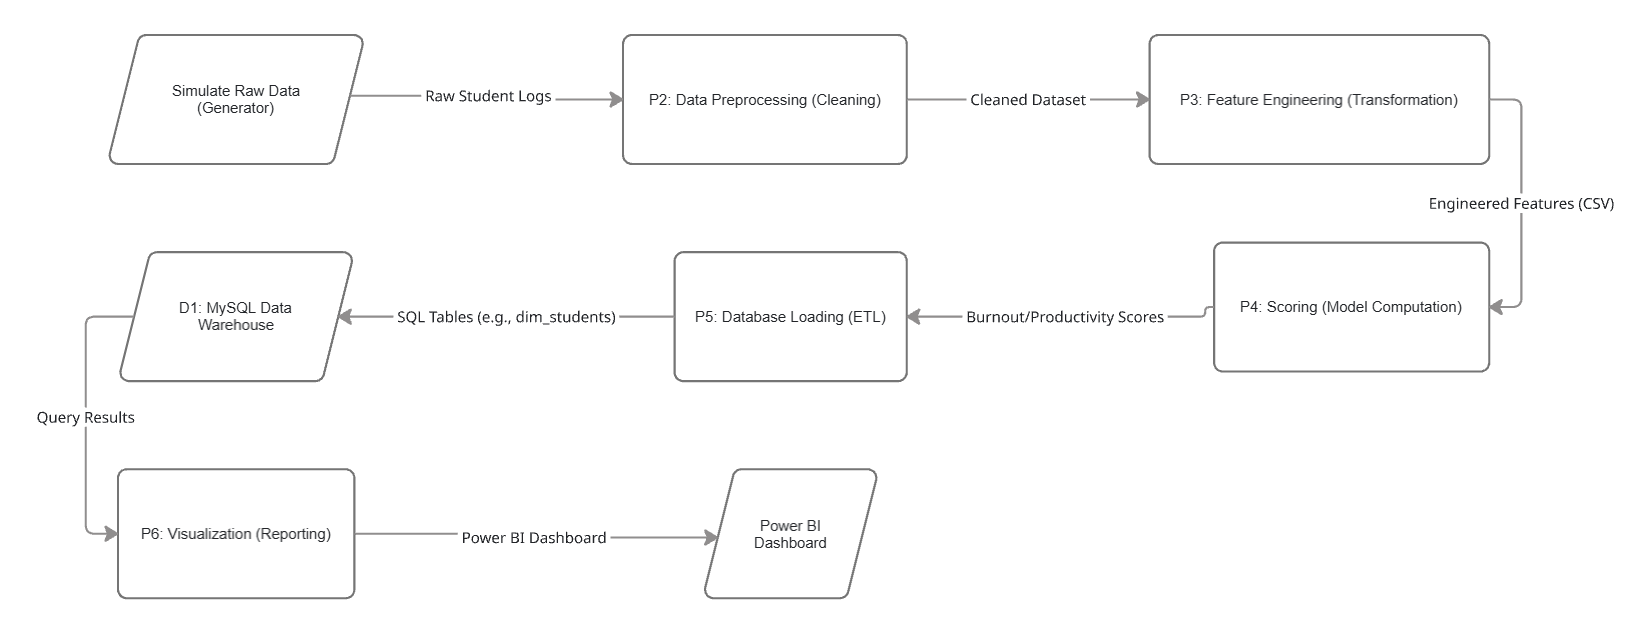 Simulate Raw Data
(Generator)
Raw Student Logs
P2: Data Preprocessing (Cleaning)
Cleaned Dataset
P3: Feature Engineering (Transformation)
Engineered Features (CSV)
P4: Scoring (Model Computation)
Burnout/Productivity Scores
P5: Database Loading (ETL)
SQL Tables (e.g., dim_students)
D1: MySQL Data
Warehouse
Query Results
P6: Visualization (Reporting)
Power BI Dashboard
Power BI
Dashboard